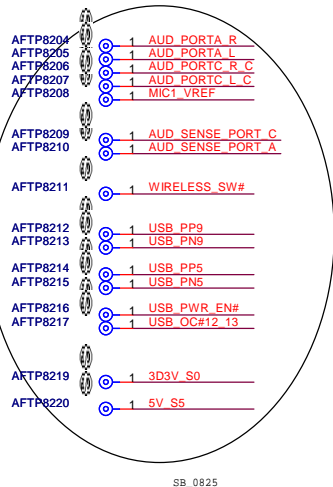 AFTP8204 1 AUD_PORTA_R
AFTP8205 1 AUD_PORTA_L
AFTP8206 1 AUD_PORTC_R_C
AFTP8207 1 AUD_PORTC_L_C
AFTP8208 1 MIC1_VREF
AFTP8209 1 AUD_SENSE_PORT_C
AFTP8210 1 AUD_SENSE_PORT_A
AFTP8211 1 WIRELESS_SW#
AFTP8212 1 USB_PP9
AFTP8213 1 USB_PN9
AFTP8214 1 USB_PP5
AFTP8215 1 USB_PN5
AFTP8216 1 USB_PWR_EN#
AFTP8217 1 USB_OC#12_13
AFTP8219 1 3D3V_S0
AFTP8220 1 5V_S5
SB 0825